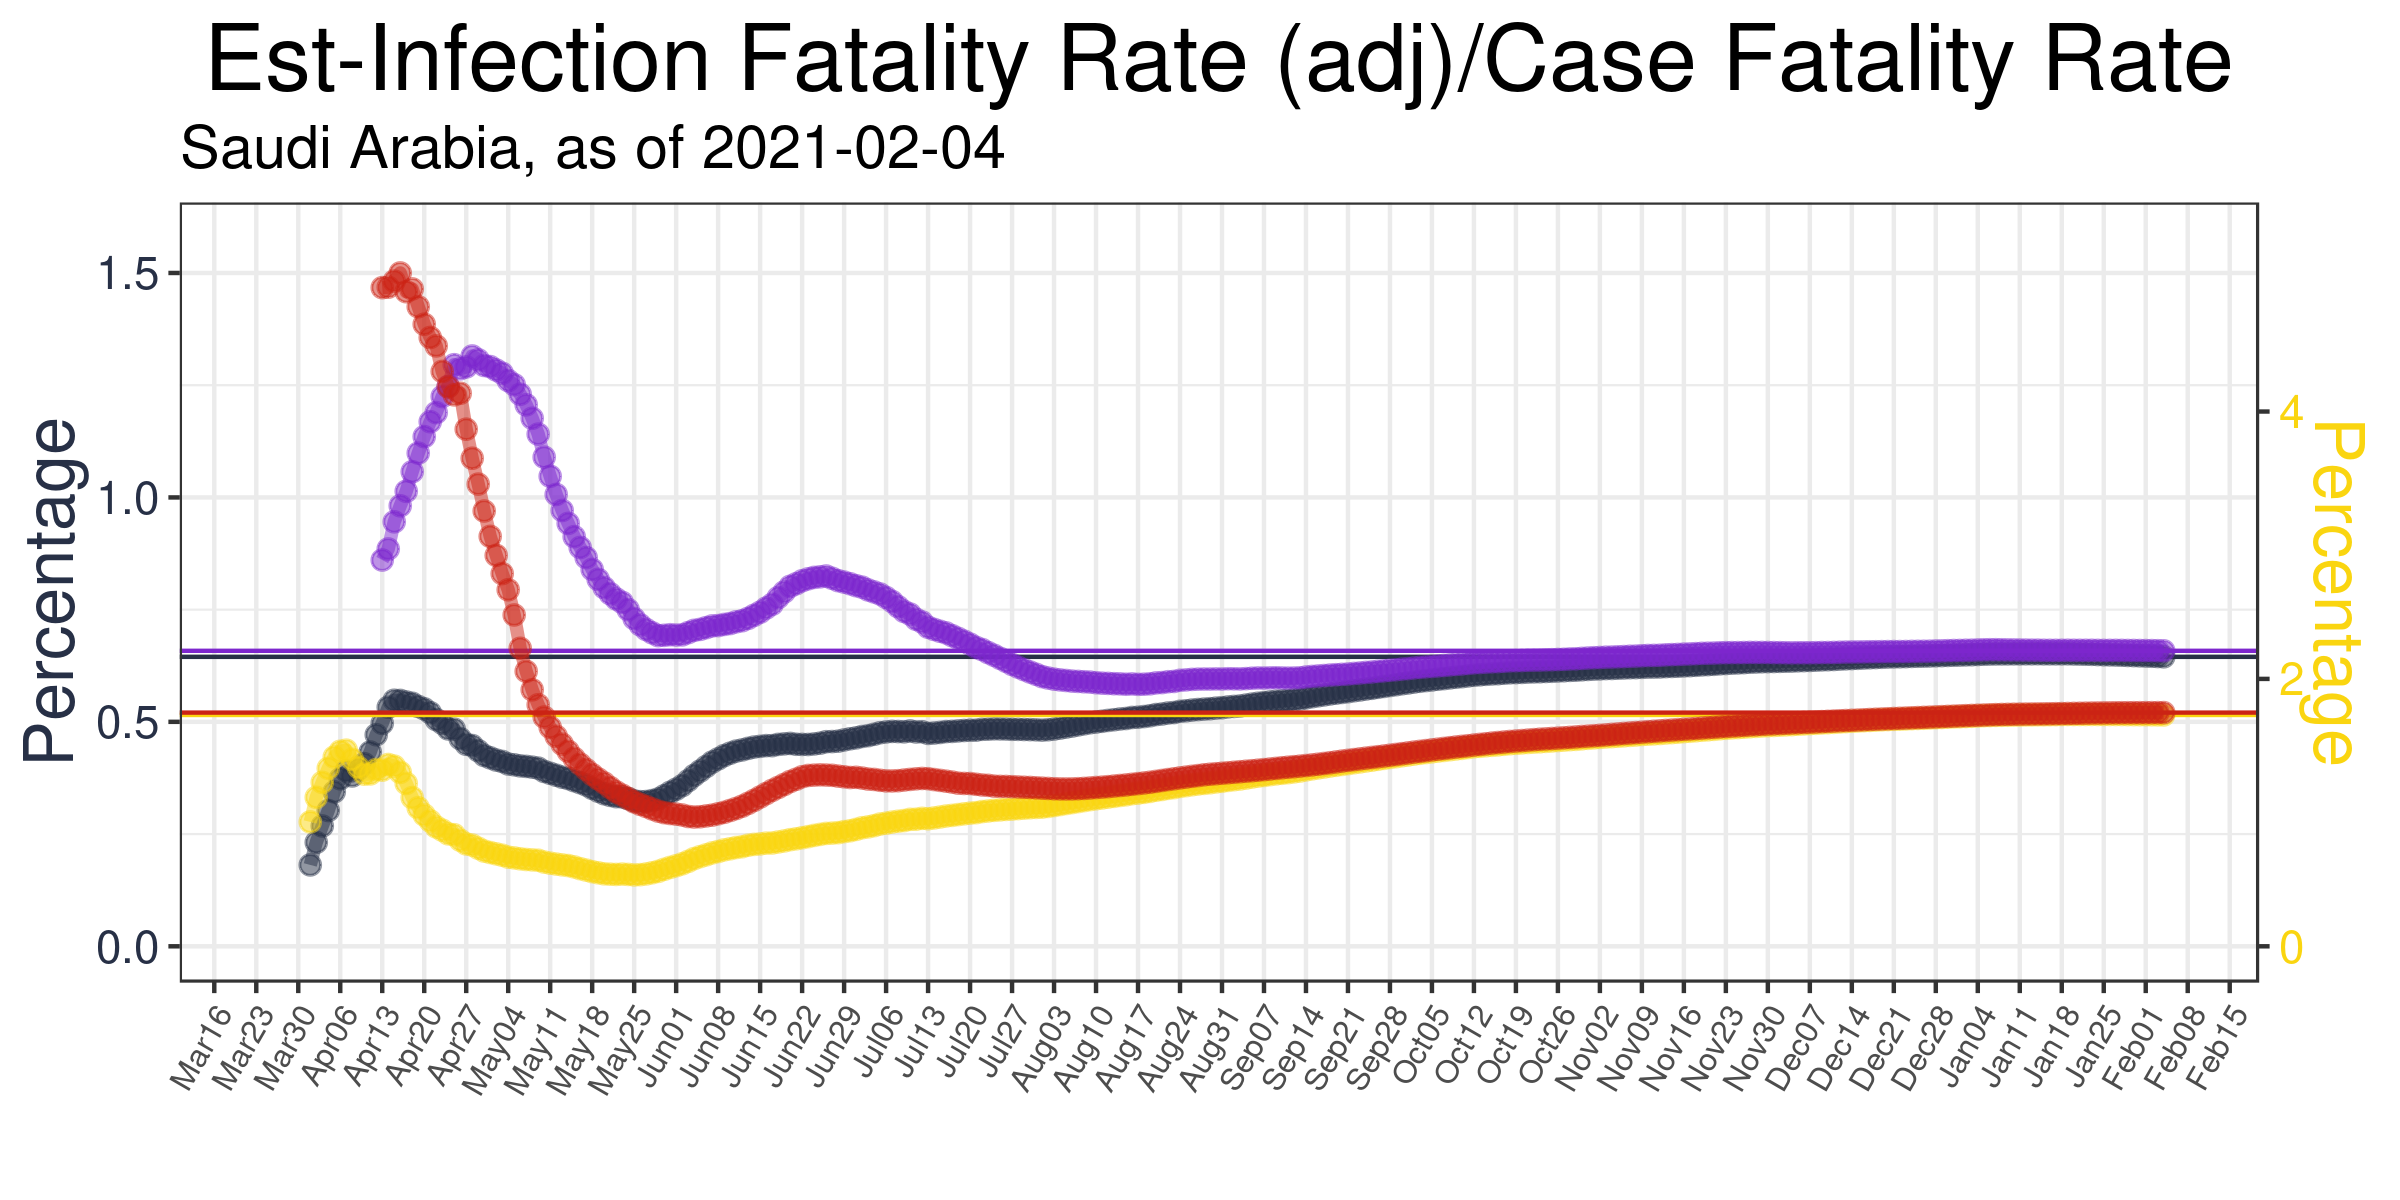 Est-Infection Fatality Rate (adj)/Case Fatality Rate
Saudi Arabia, as of 2021-02-04
Percentage
1.5
1.0
0.5
0.0
4
2
0
Percentage
Mar16
Mar23
Mar30
Apr06
Apr13
Apr20
Apr27
May04
May11
May18
May25
Jun01
Jun08
Jun15
Jun22
Jun29
Jul06
Jul13
Jul20
Jul27
Aug03
Aug10
Aug17
Aug24
Aug31
Sep07
Sep14
Sep21
Sep28
Oct05
Oct12
Oct19
Oct26
Nov02
Nov09
Nov16
Nov23
Nov30
Dec07
Dec14
Dec21
Dec28
Jan04
Jan11
Jan18
Jan25
Feb01
Feb08
Feb15